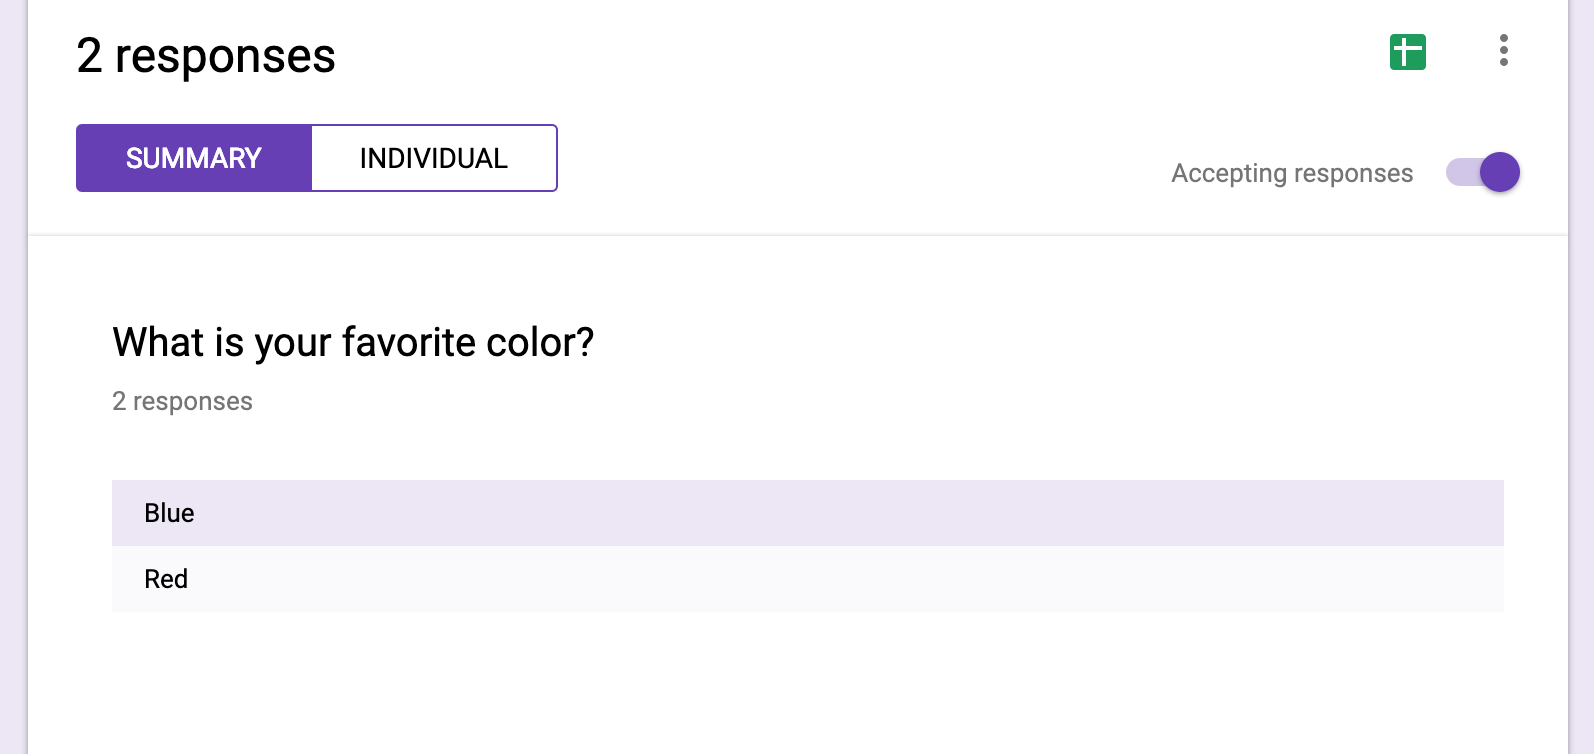 2 responses
SUMMARY
INDIVIDUAL
Accepting responses
What is your favorite color?
2 responses
Blue
Red